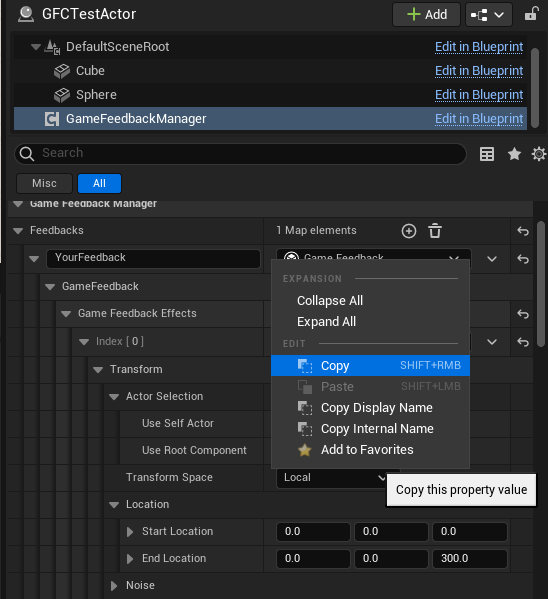 GFCTestActor
Add
DefaultSceneRoot
Edit in Blueprint
Cube
Edit in Blueprint
Sphere
Edit in Blueprint
GameFeedbackManager
Edit in Blueprint
Search
Misc
All
Game Feedback Manager
Feedbacks
1 Map elements
YourFeedback
Game Feedback
GameFeedback
Game Feedback Effects
Index [ 0 ]
Transform
Actor Selection
Use Self Actor
Use Root Component
Transform Space
Local
Location
Start Location
0.0
0.0
0.0
End Location
0.0
0.0
300.0
Noise
EXPANSION
Collapse All
Expand All
EDIT
Copy
SHIFT+RMB
Paste
SHIFT+LMB
Copy Display Name
Copy Internal Name
Add to Favorites
Copy this property value